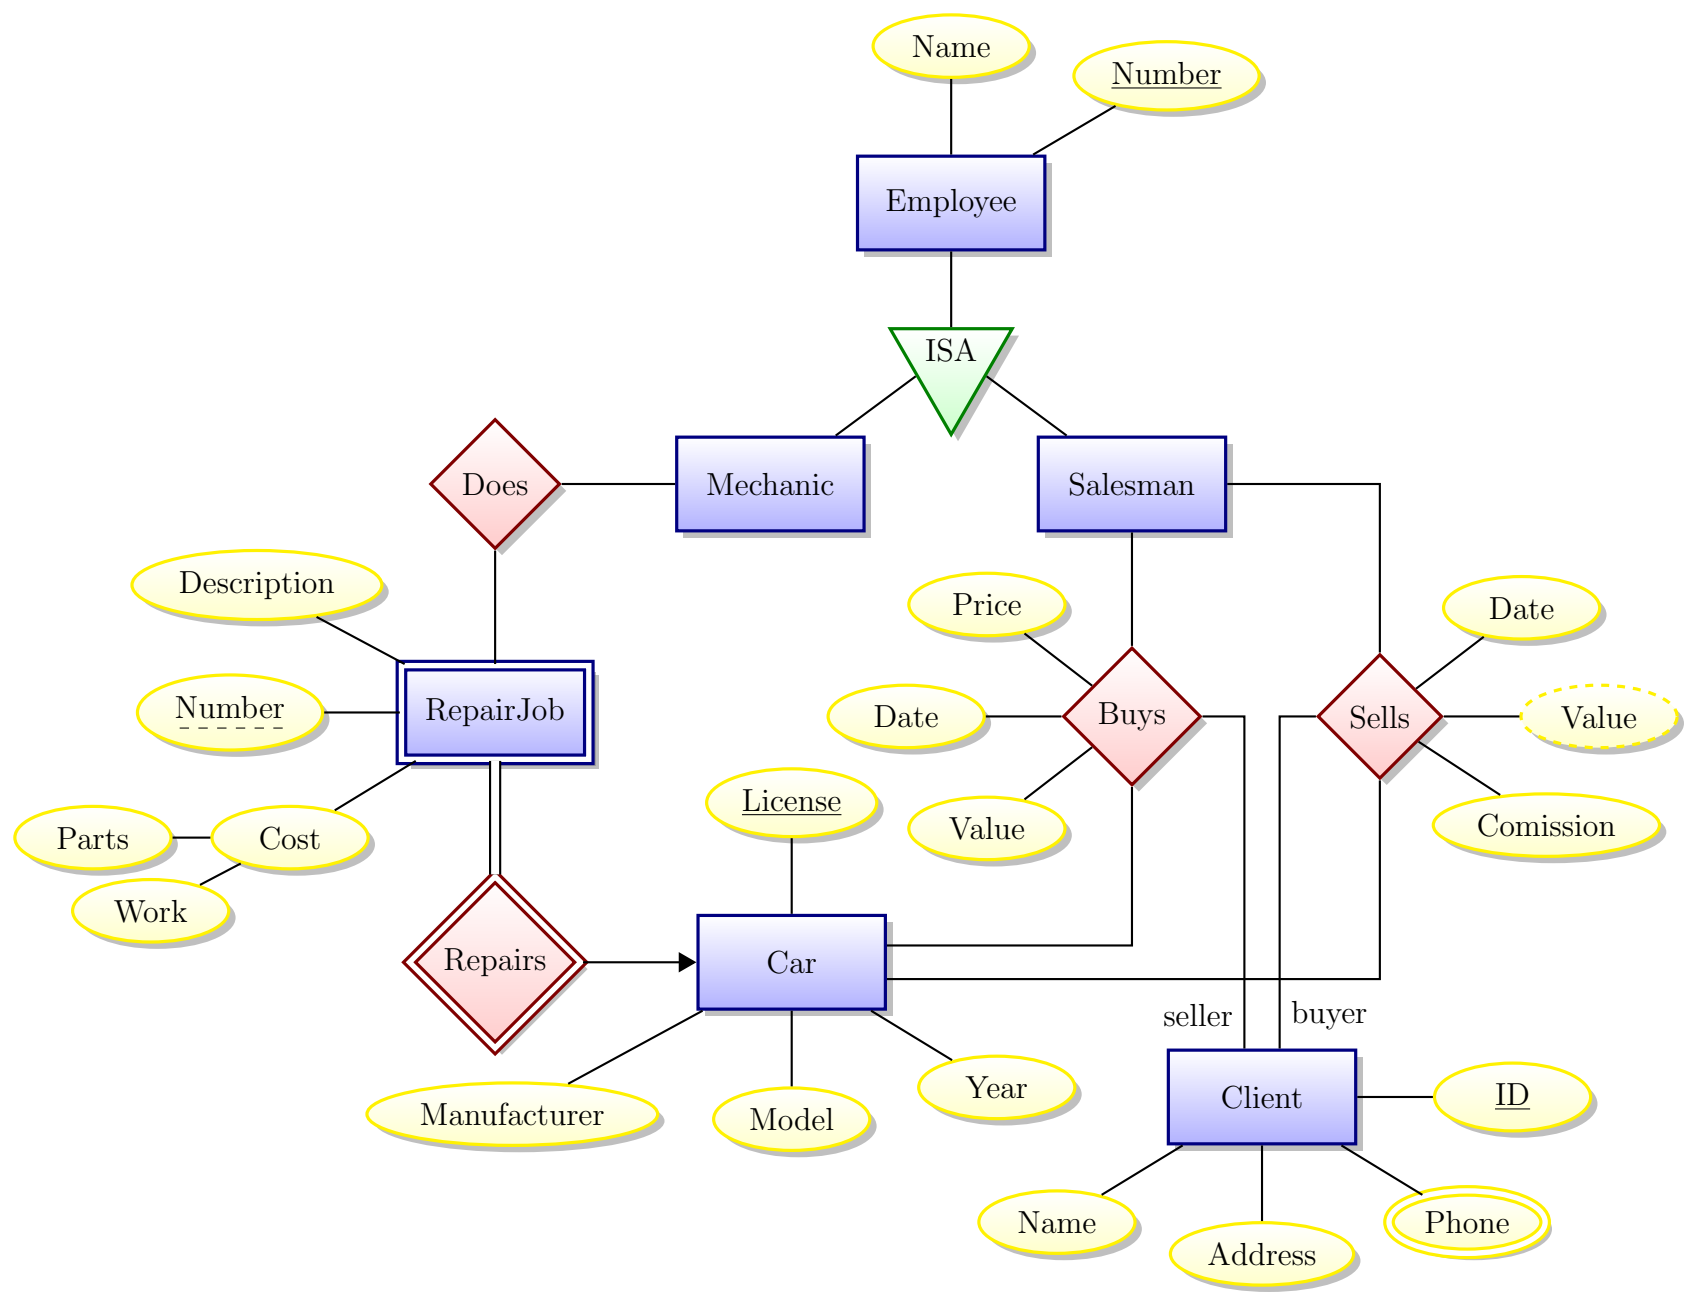 Name
Number
Employee
ISA
Does
Mechanic
Salesman
Description
Price
Date
Number
RepairJob
Date
Buys
Sells
Value
License
Parts
Cost
Value
Comission
Work
Repairs
Car
seller
buyer
Manufacturer
Model
Year
Client
ID
Name
Address
Phone